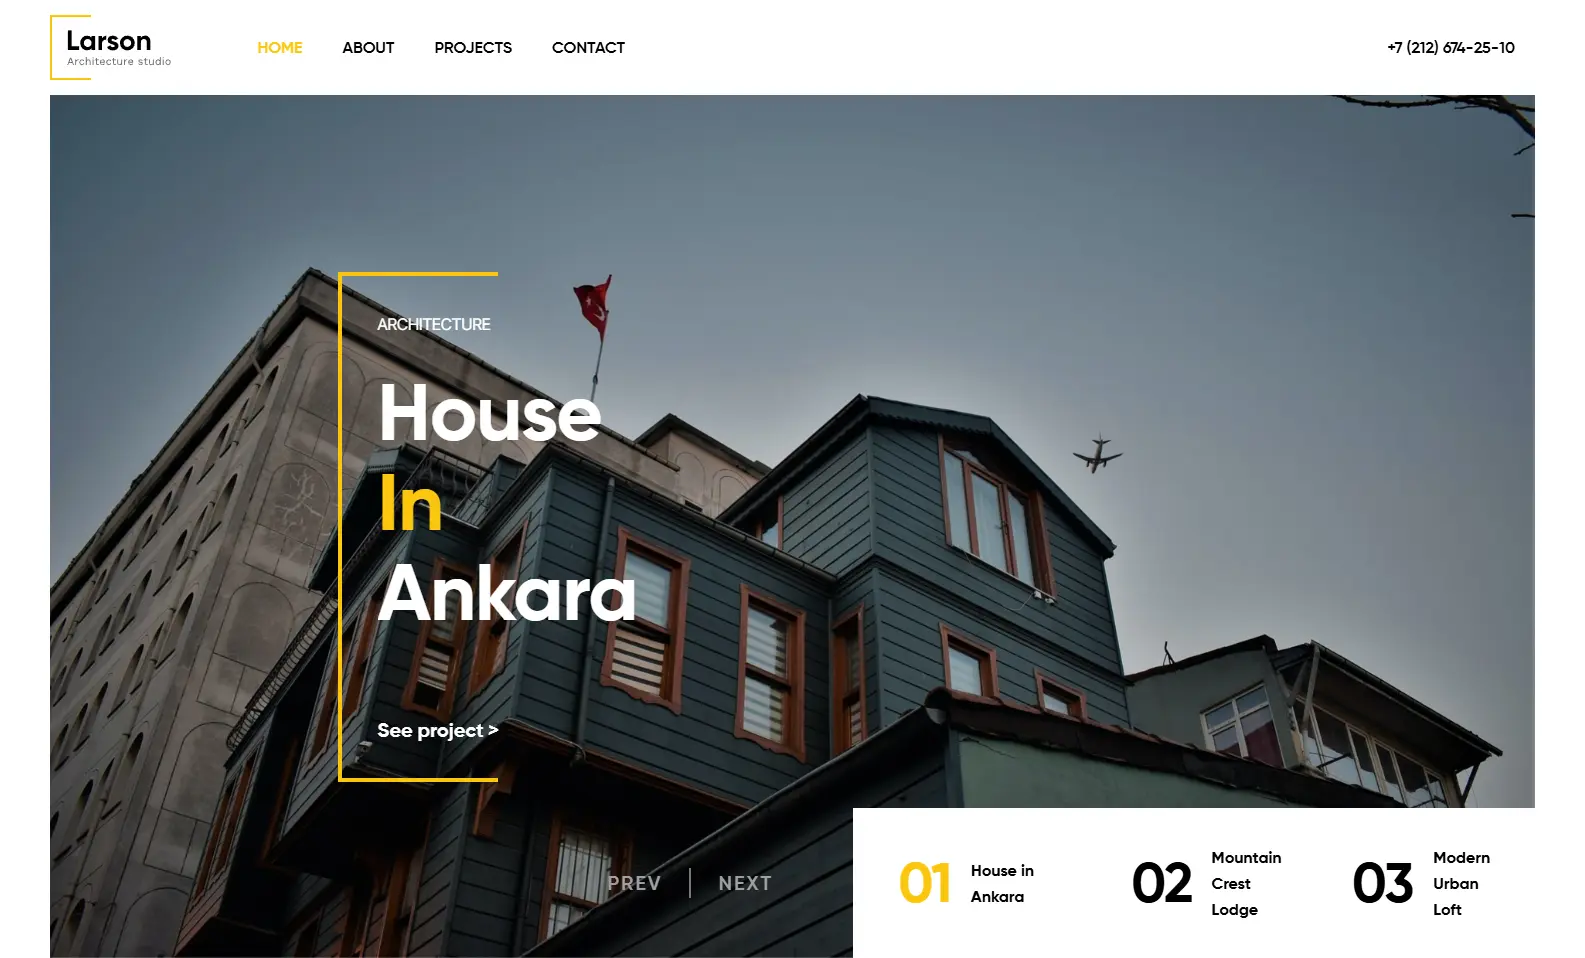 Larson
Architecture studio
HOME
ABOUT
PROJECTS
CONTACT
+7 (212) 674-25-10
ARCHITECTURE
House
In
Ankara
See project >
PREV
NEXT
01
House in
Ankara
02
Mountain
Crest
Lodge
03
Modern
Urban
Loft